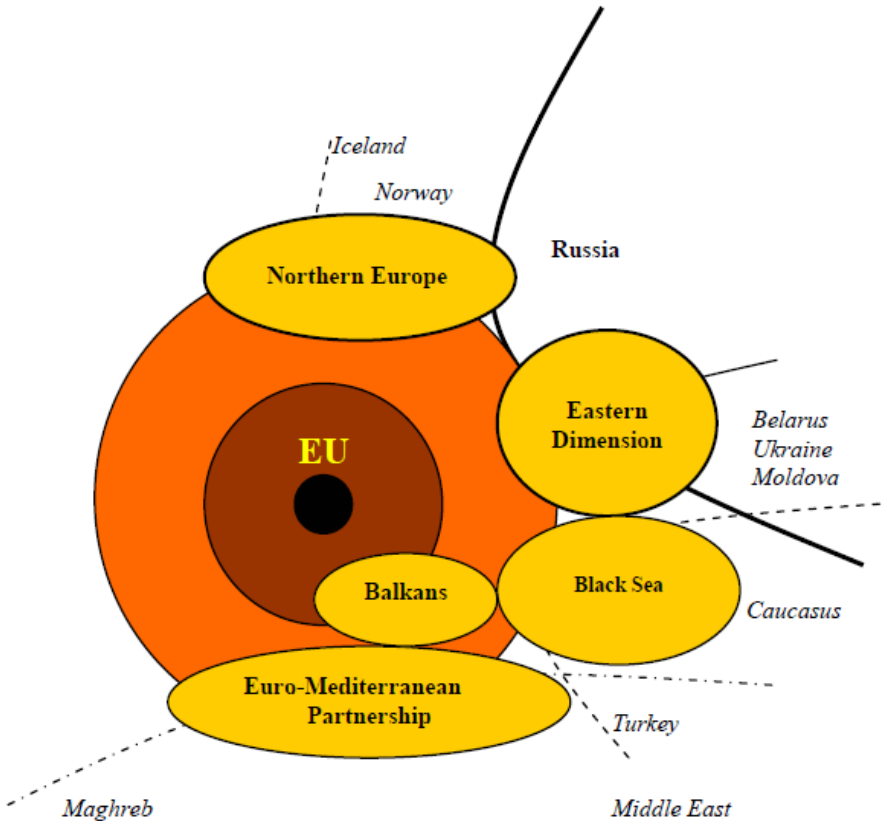 Iceland
Norway
Russia
Northern Europe
Eastern
Dimension
Belarus
Ukraine
Moldova
EU
Balkans
Black Sea
Caucasus
Euro-Mediterranean
Partnership
Turkey
Maghreb
Middle East